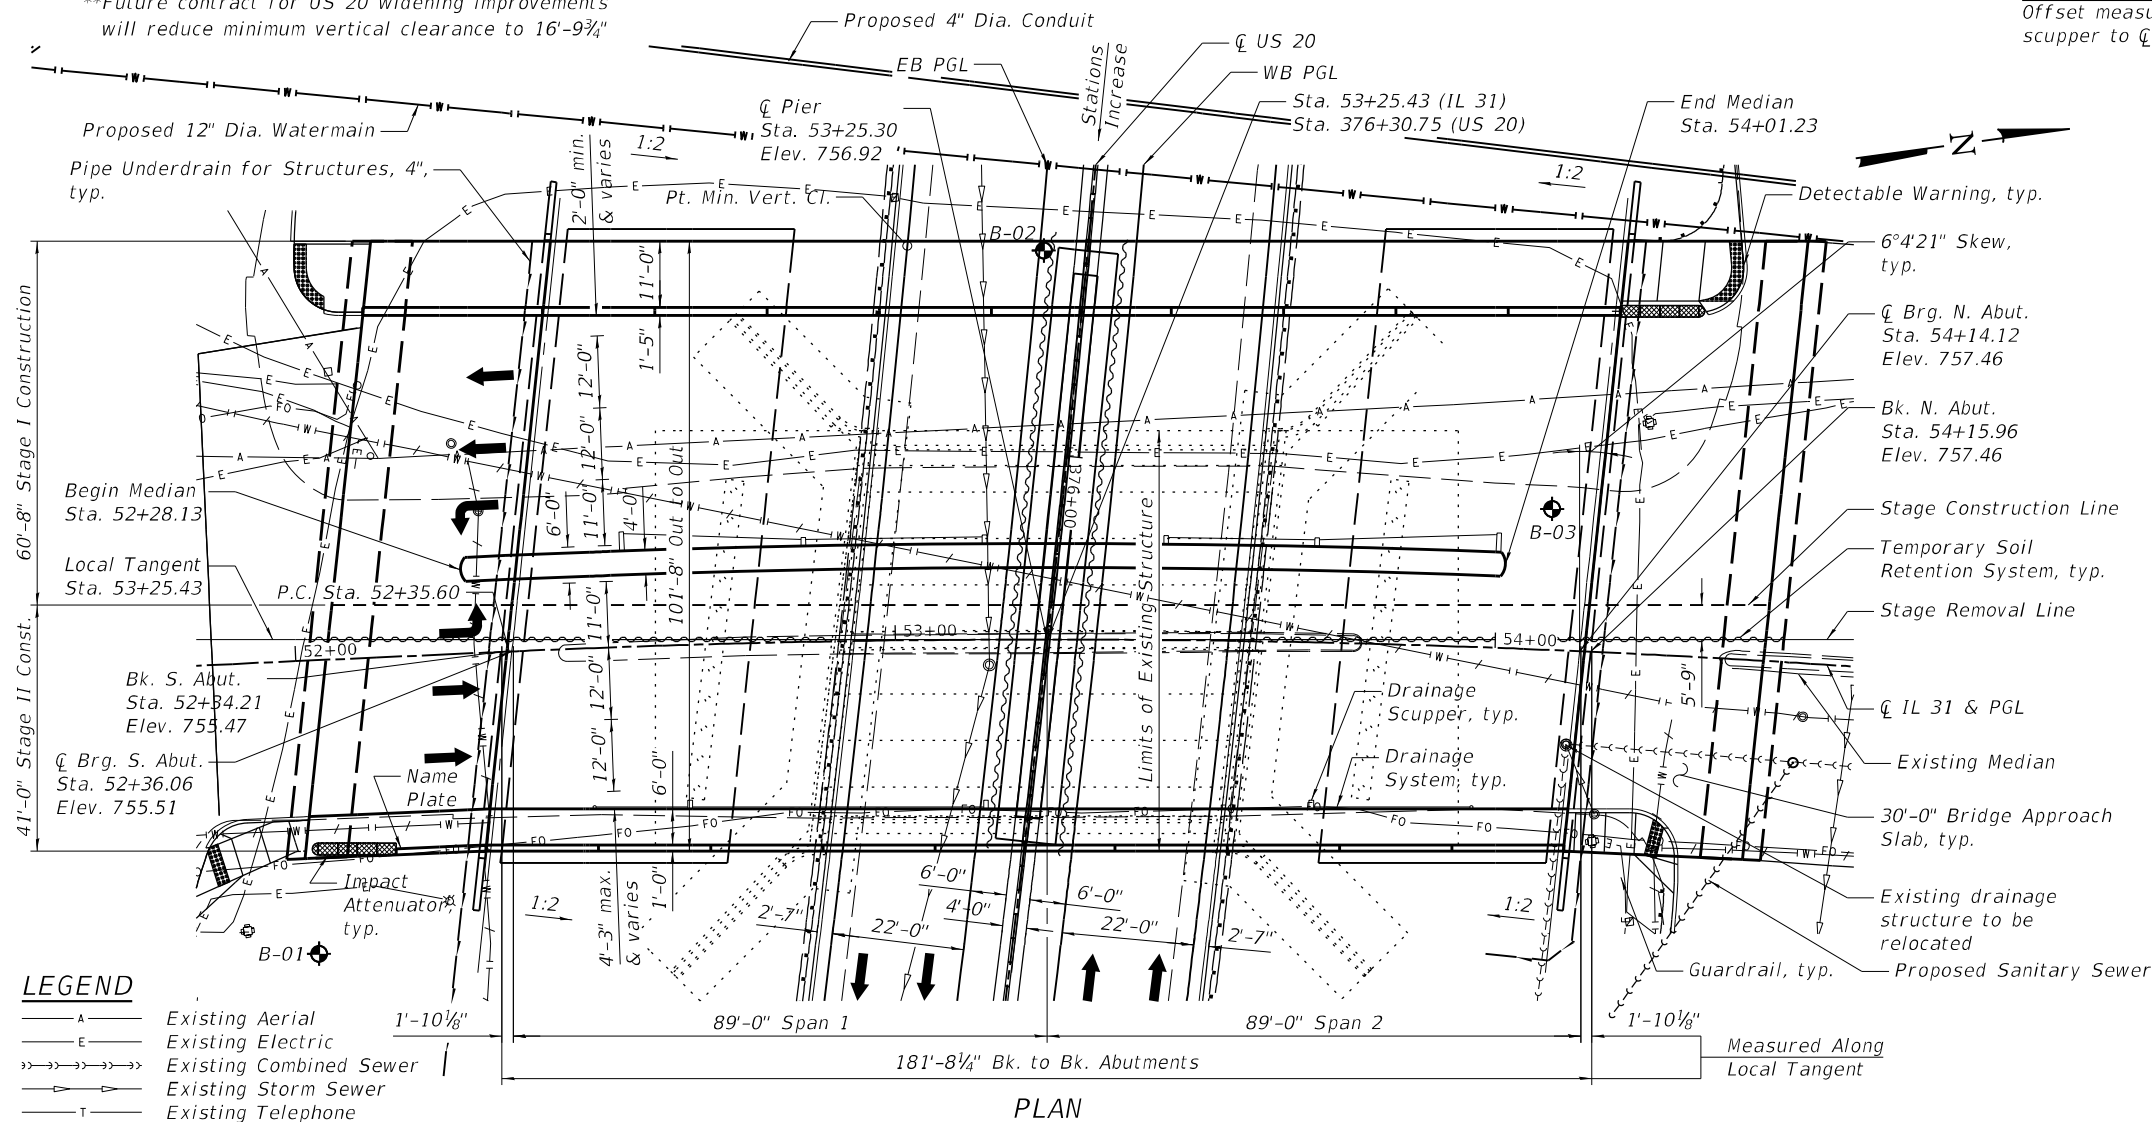 **Future contract for US 20 widening improvements
will reduce minimum vertical clearance to 16'-9¾"
Offset measu
scupper to ℄
Proposed 4" Dia. Conduit
℄ US 20
EB PGL
WB PGL
Stations
Increase
℄ Pier
Sta. 53+25.30
Elev. 756.92
Sta. 53+25.43 (IL 31)
Sta. 376+30.75 (US 20)
End Median
Sta. 54+01.23
N
Proposed 12" Dia. Watermain
1:2
1:2
Pipe Underdrain for Structures, 4",
typ.
2'-0" min.
& varies
Pt. Min. Vert. Cl.
Detectable Warning, typ.
B-02
6°4'21" Skew,
typ.
11'-0"
1'-5"
℄ Brg. N. Abut.
Sta. 54+14.12
Elev. 757.46
60'-8" Stage I Construction
12'-0"
12'-0"
11'-0"
6'-0"
4'-0"
101'-8" Out to Out
376+00
Limits of Existing Structure
Bk. N. Abut.
Sta. 54+15.96
Elev. 757.46
Begin Median
Sta. 52+28.13
B-03
Stage Construction Line
Local Tangent
Sta. 53+25.43
P.C. Sta. 52+35.60
Temporary Soil
Retention System, typ.
Stage Removal Line
52+00
53+00
54+00
11'-0"
12'-0"
12'-0"
6'-0"
5'-9"
41'-0" Stage II Const.
Bk. S. Abut.
Sta. 52+34.21
Elev. 755.47
Drainage
Scupper, typ.
℄ IL 31 & PGL
℄ Brg. S. Abut.
Sta. 52+36.06
Elev. 755.51
Name
Plate
Drainage
System, typ.
Existing Median
30'-0" Bridge Approach
Slab, typ.
Impact
Attenuator,
typ.
1:2
4'-3" max.
& varies
1'-0"
2'-7"
6'-0"
4'-0"
22'-0"
6'-0"
22'-0"
2'-7"
1:2
Existing drainage
structure to be
relocated
B-01
Guardrail, typ.
Proposed Sanitary Sewer
LEGEND
A Existing Aerial
E Existing Electric
Existing Combined Sewer
Existing Storm Sewer
T Existing Telephone
1'-10⅛"
89'-0" Span 1
89'-0" Span 2
1'-10⅛"
181'-8¼" Bk. to Bk. Abutments
Measured Along
Local Tangent
PLAN